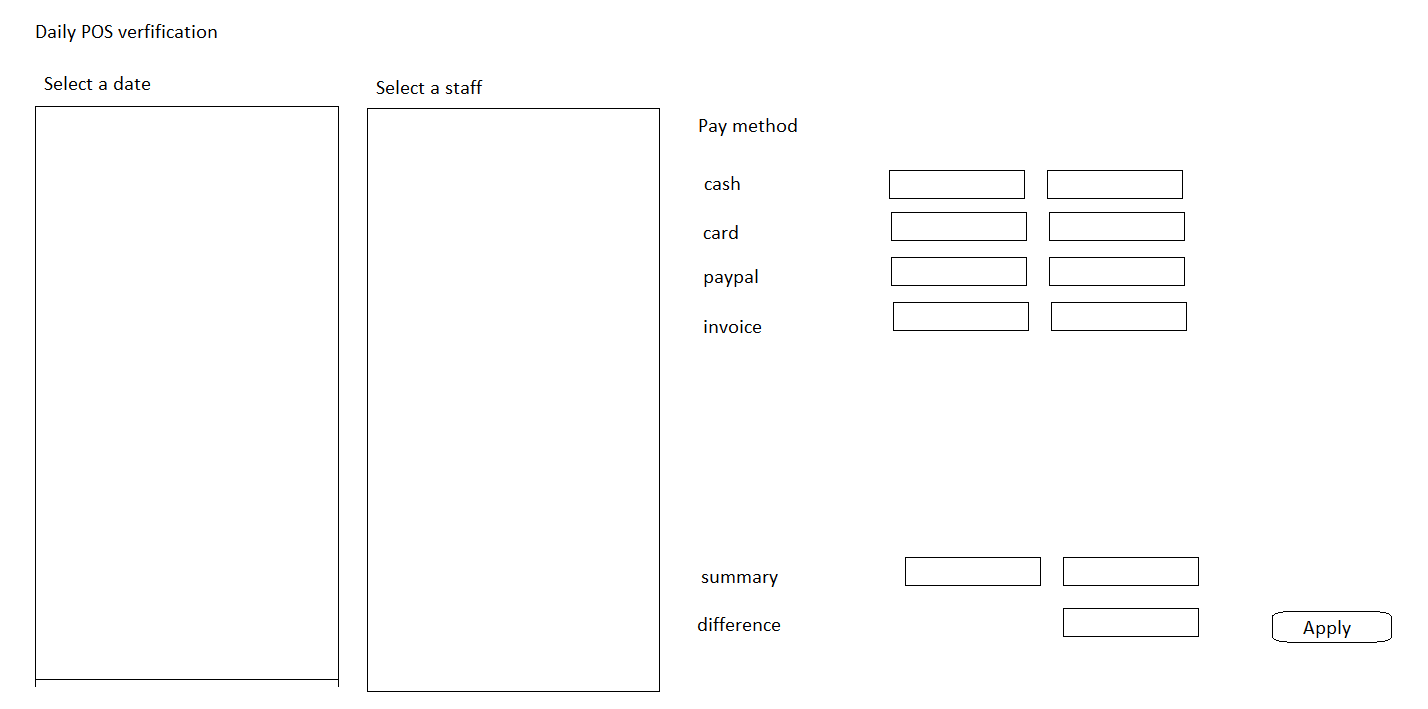 Daily POS verfification
Select a date
Select a staff
Pay method
cash
card
paypal
invoice
summary
difference
Apply